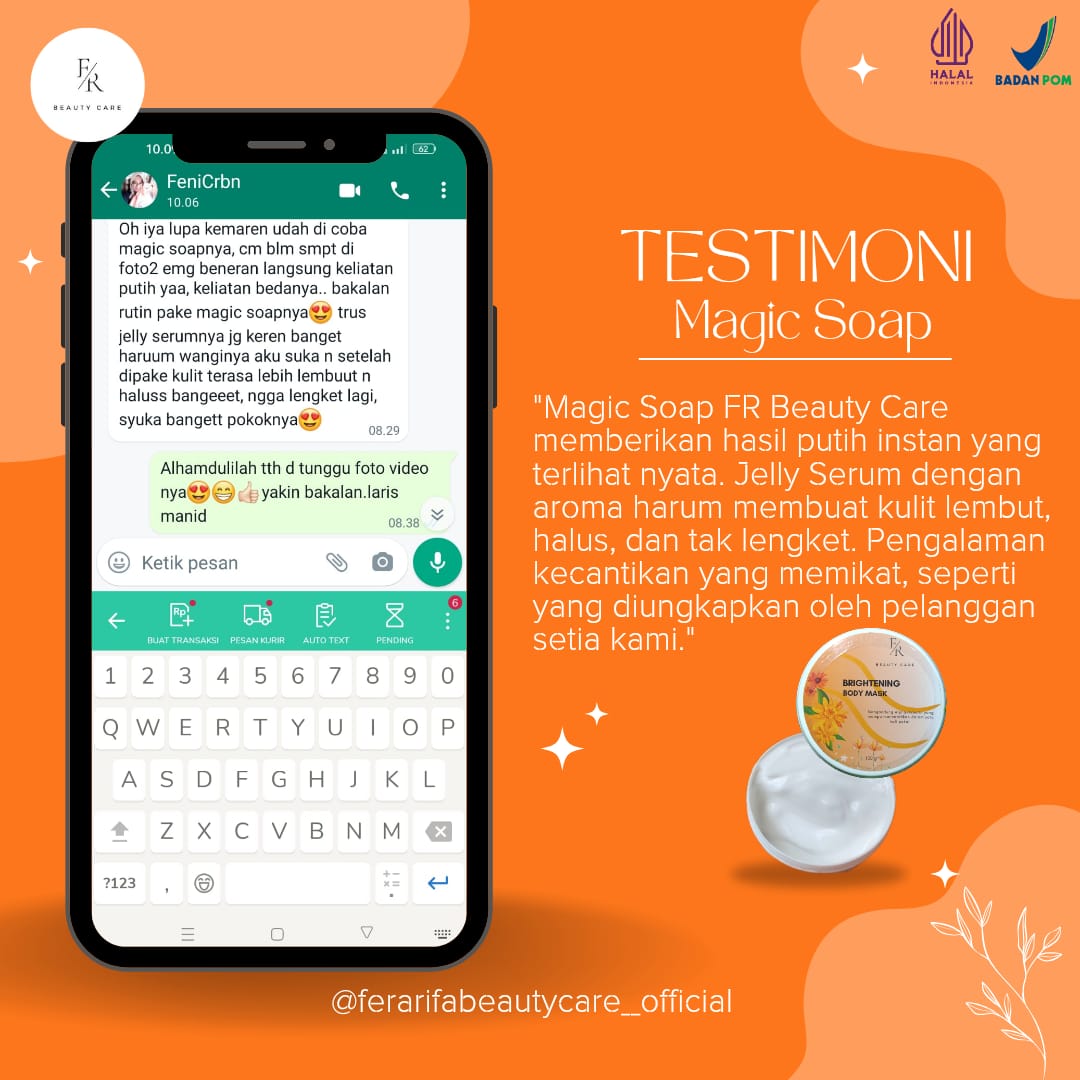 F/R
BEAUTY CARE
HALAL
INDONESIA
BADAN POM
10.09
62
FeniCrbn
10.06
Oh iya lupa kemaren udah di coba
magic soapnya, cm blm smpt di
foto2 emg beneran langsung keliatan
putih yaa, keliatan bedanya.. bakalan
rutin pake magic soapnya😍 trus
jelly serumnya jg keren banget
haruum wanginya aku suka n setelah
dipake kulit terasa lebih lembuut n
haluss bangeeet, ngga lengket lagi,
syuka bangett pokoknya😍
08.29
Alhamdulilah tth d tunggu foto video
nya😍😁👍🏼yakin bakalan.laris
manid
08.38
Ketik pesan
6
Rp
BUAT TRANSAKSI PESAN KURIR AUTO TEXT PENDING
1 2 3 4 5 6 7 8 9 0
Q W E R T Y U I O P
A S D F G H J K L
Z X C V B N M
?123 ,
TESTIMONI
Magic Soap
"Magic Soap FR Beauty Care
memberikan hasil putih instan yang
terlihat nyata. Jelly Serum dengan
aroma harum membuat kulit lembut,
halus, dan tak lengket. Pengalaman
kecantikan yang memikat, seperti
yang diungkapkan oleh pelanggan
setia kami."
F/R
BEAUTY CARE
BRIGHTENING
BODY MASK
@ferarifabeautycare__official